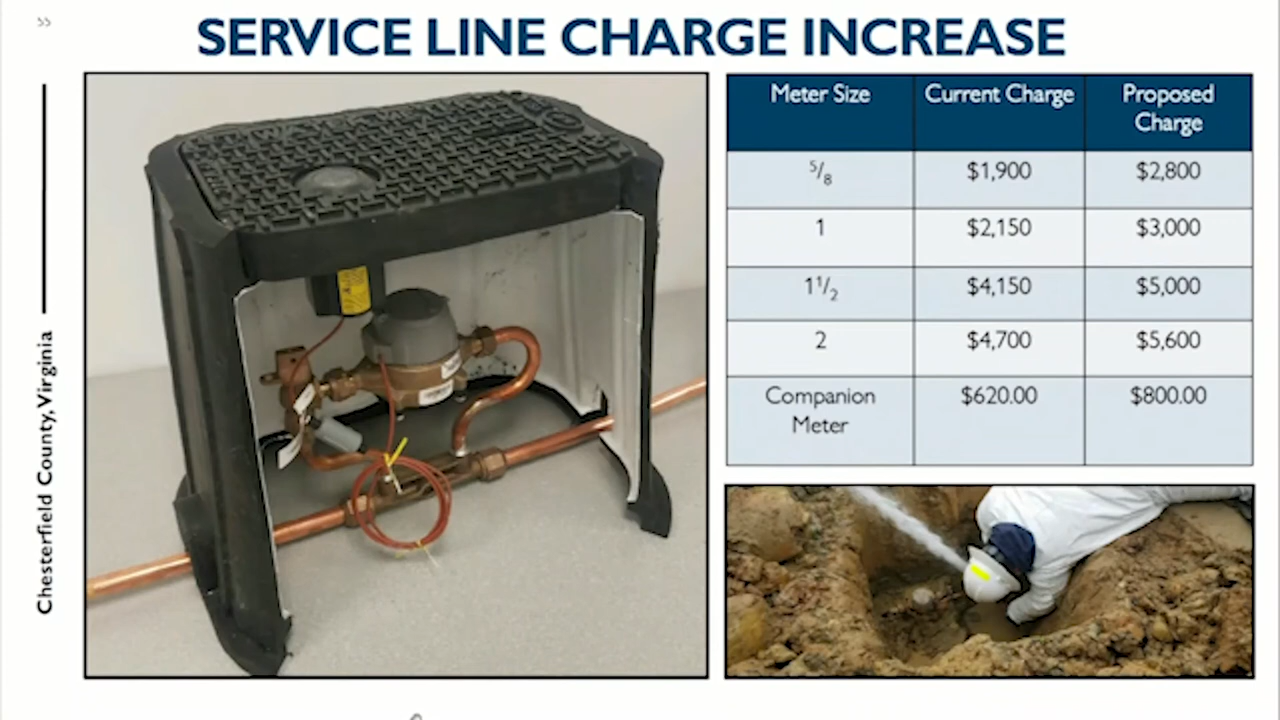 SERVICE LINE CHARGE INCREASE
Chesterfield County, Virginia
Meter Size Current Charge Proposed
Charge
5/8 $1,900 $2,800
1 $2,150 $3,000
1 1/2 $4,150 $5,000
2 $4,700 $5,600
Companion
Meter $620.00 $800.00